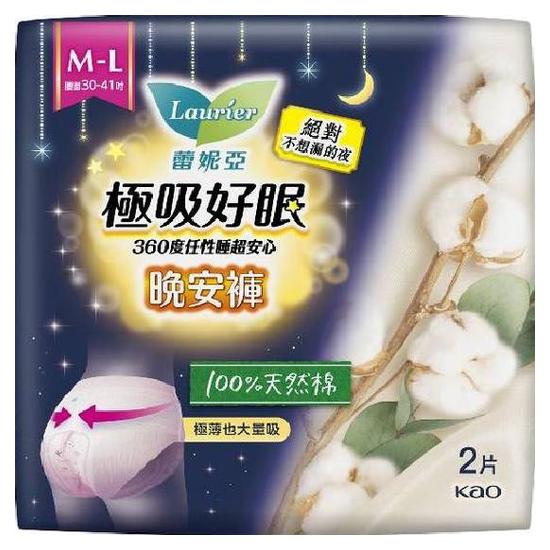 M-L
腰圍30-41吋
Laurier
蕾妮亞
絕對
不想漏的夜
極吸好眠
360度任性睡超安心
晚安褲
100%天然棉
極薄也大量吸
2片
Kao